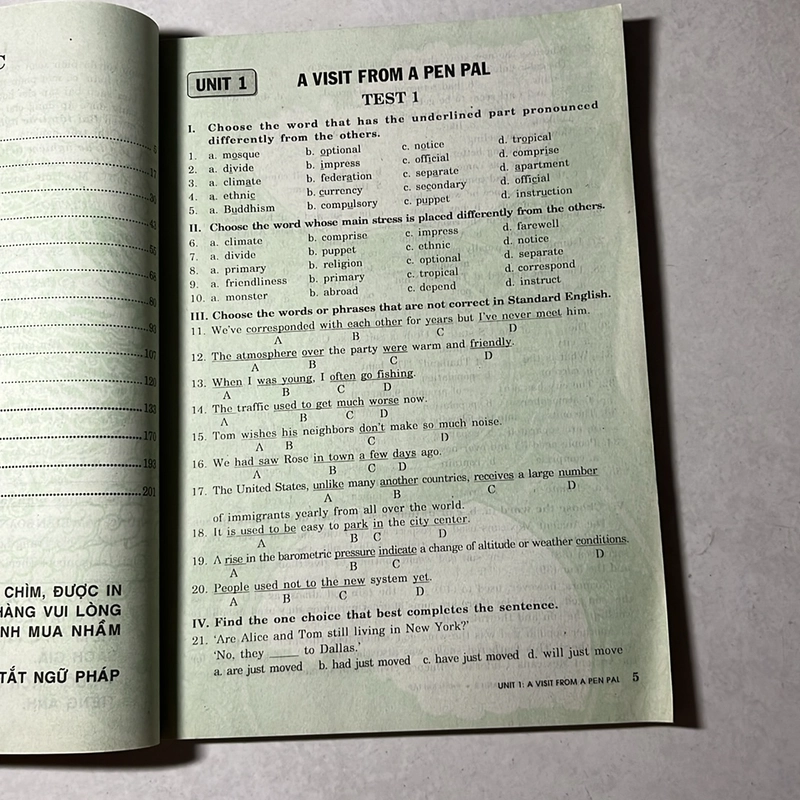 C
5
17
30
42
55
68
80
93
107
120
133
170
193
201
CHÌM, ĐƯỢC IN
HÀNG VUI LÒNG
NH MUA NHẦM
TẮT NGỮ PHÁP
UNIT 1
A VISIT FROM A PEN PAL
TEST 1
I. Choose the word that has the underlined part pronounced
differently from the others.
1. a. mosque b. optional c. notice d. tropical
2. a. divide b. impress c. official d. comprise
3. a. climate b. federation c. separate d. apartment
4. a. ethnic b. currency c. secondary d. official
5. a. Buddhism b. compulsory c. puppet d. instruction
II. Choose the word whose main stress is placed differently from the others.
6. a. climate b. comprise c. impress d. farewell
7. a. divide b. puppet c. ethnic d. notice
8. a. primary b. religion c. optional d. separate
9. a. friendliness b. primary c. tropical d. correspond
10. a. monster b. abroad c. depend d. instruct
III. Choose the words or phrases that are not correct in Standard English.
11. We've corresponded with each other for years but I've never meet him.
A B C D
12. The atmosphere over the party were warm and friendly.
A B C D
13. When I was young, I often go fishing.
A B C D
14. The traffic used to get much worse now.
A B C D
15. Tom wishes his neighbors don't make so much noise.
A B C D
16. We had saw Rose in town a few days ago.
A B C D
17. The United States, unlike many another countries, receives a large number
A B C D
of immigrants yearly from all over the world.
18. It is used to be easy to park in the city center.
A B C D
19. A rise in the barometric pressure indicate a change of altitude or weather conditions.
A B C D
20. People used not to the new system yet.
A B C D
IV. Find the one choice that best completes the sentence.
21. 'Are Alice and Tom still living in New York?'
'No, they _____ to Dallas.'
a. are just moved b. had just moved c. have just moved d. will just move
UNIT 1: A VISIT FROM A PEN PAL 5